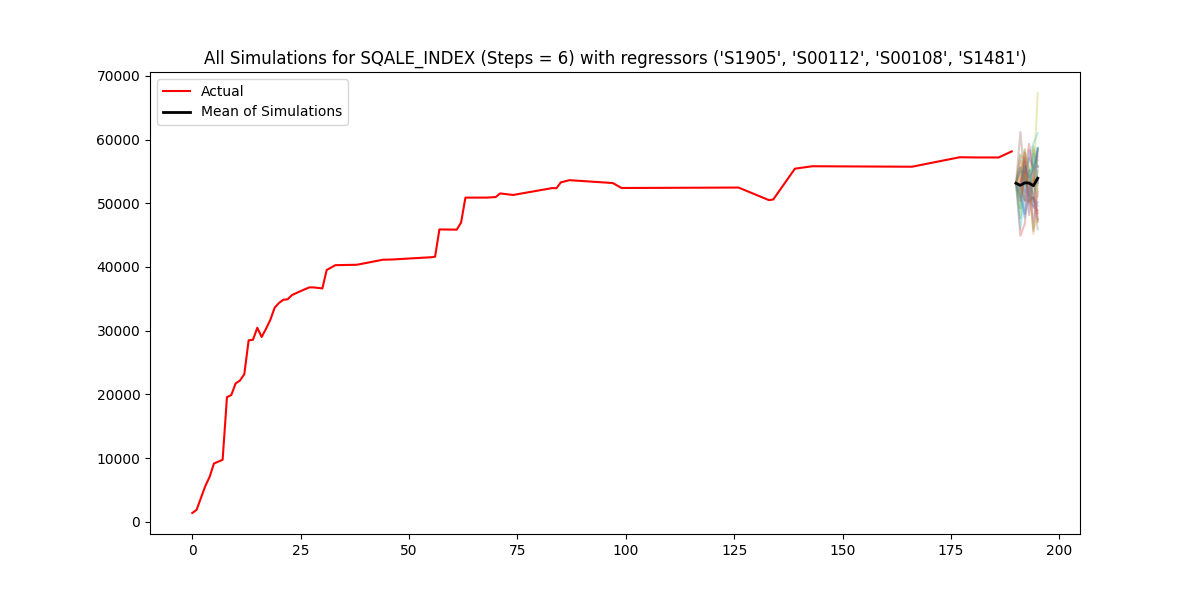 All Simulations for SQALE_INDEX (Steps = 6) with regressors ('S1905', 'S00112', 'S00108', 'S1481')
Actual
Mean of Simulations
70000
60000
50000
40000
30000
20000
10000
0
0 25 50 75 100 125 150 175 200